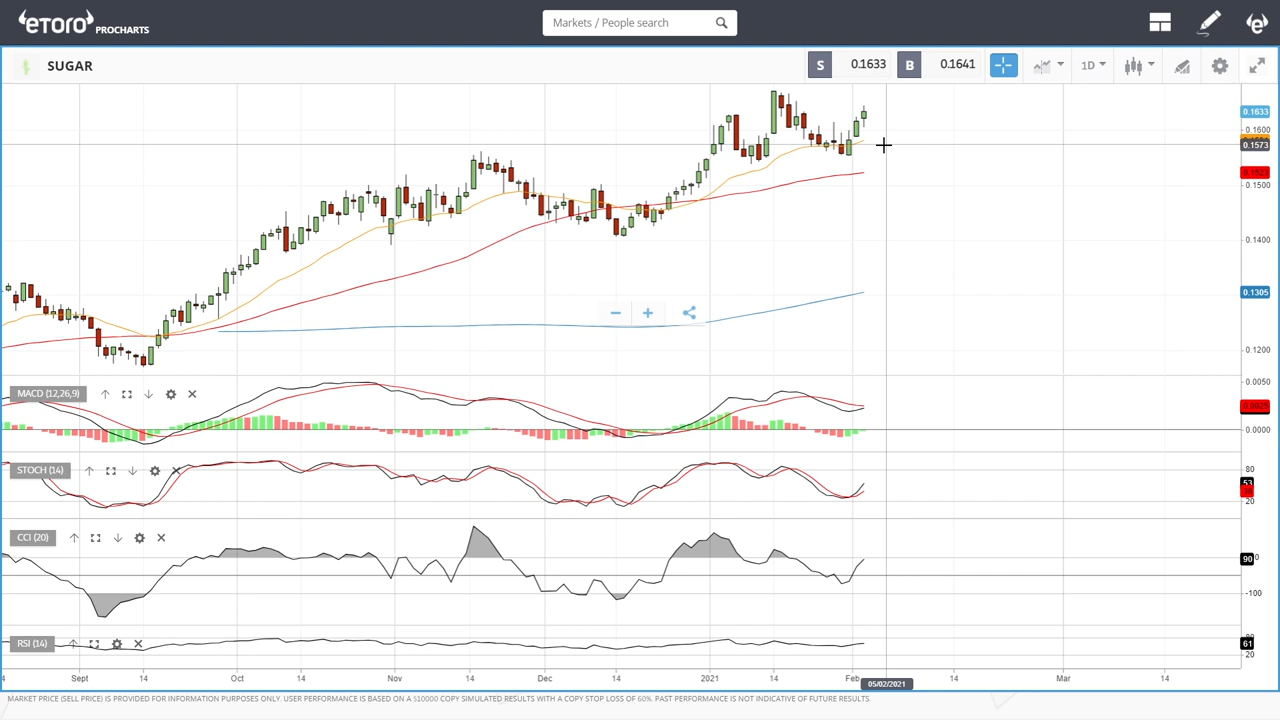 eToro PROCHARTS
Markets / People search
SUGAR
S 0.1633 B 0.1641
1D
0.1633
0.1600
0.1573
0.1523
0.1500
0.1400
0.1305
0.1200
MACD (12,26,9)
0.0050
0.0000
STOCH (14)
80
53
20
CCI (20)
90
-100
RSI (14)
61
20
Sept 14 Oct 14 Nov 14 Dec 14 2021 14 Feb 14 Mar 14
05/02/2021
MARKET PRICE (SELL PRICE) IS PROVIDED FOR INFORMATION PURPOSES ONLY. USER PERFORMANCE IS BASED ON A $10000 COPY SIMULATED RESULTS WITH A COPY STOP LOSS OF 60%. PAST PERFORMANCE IS NOT INDICATIVE OF FUTURE RESULTS.